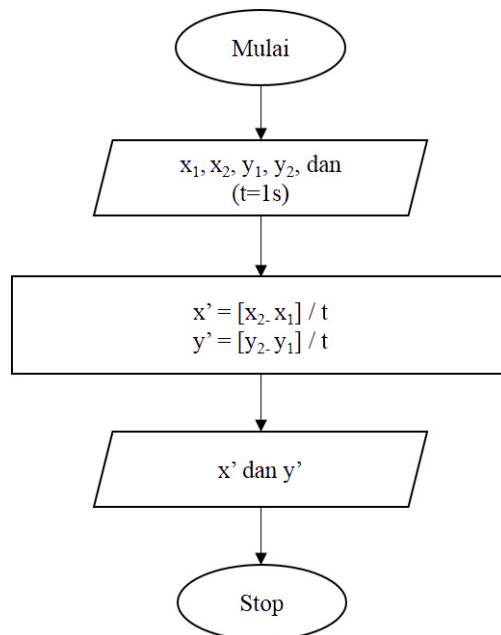 Mulai
x₁, x₂, y₁, y₂, dan
(t=1s)
x’ = [x₂₋ x₁] / t
y’ = [y₂₋ y₁] / t
x’ dan y’
Stop